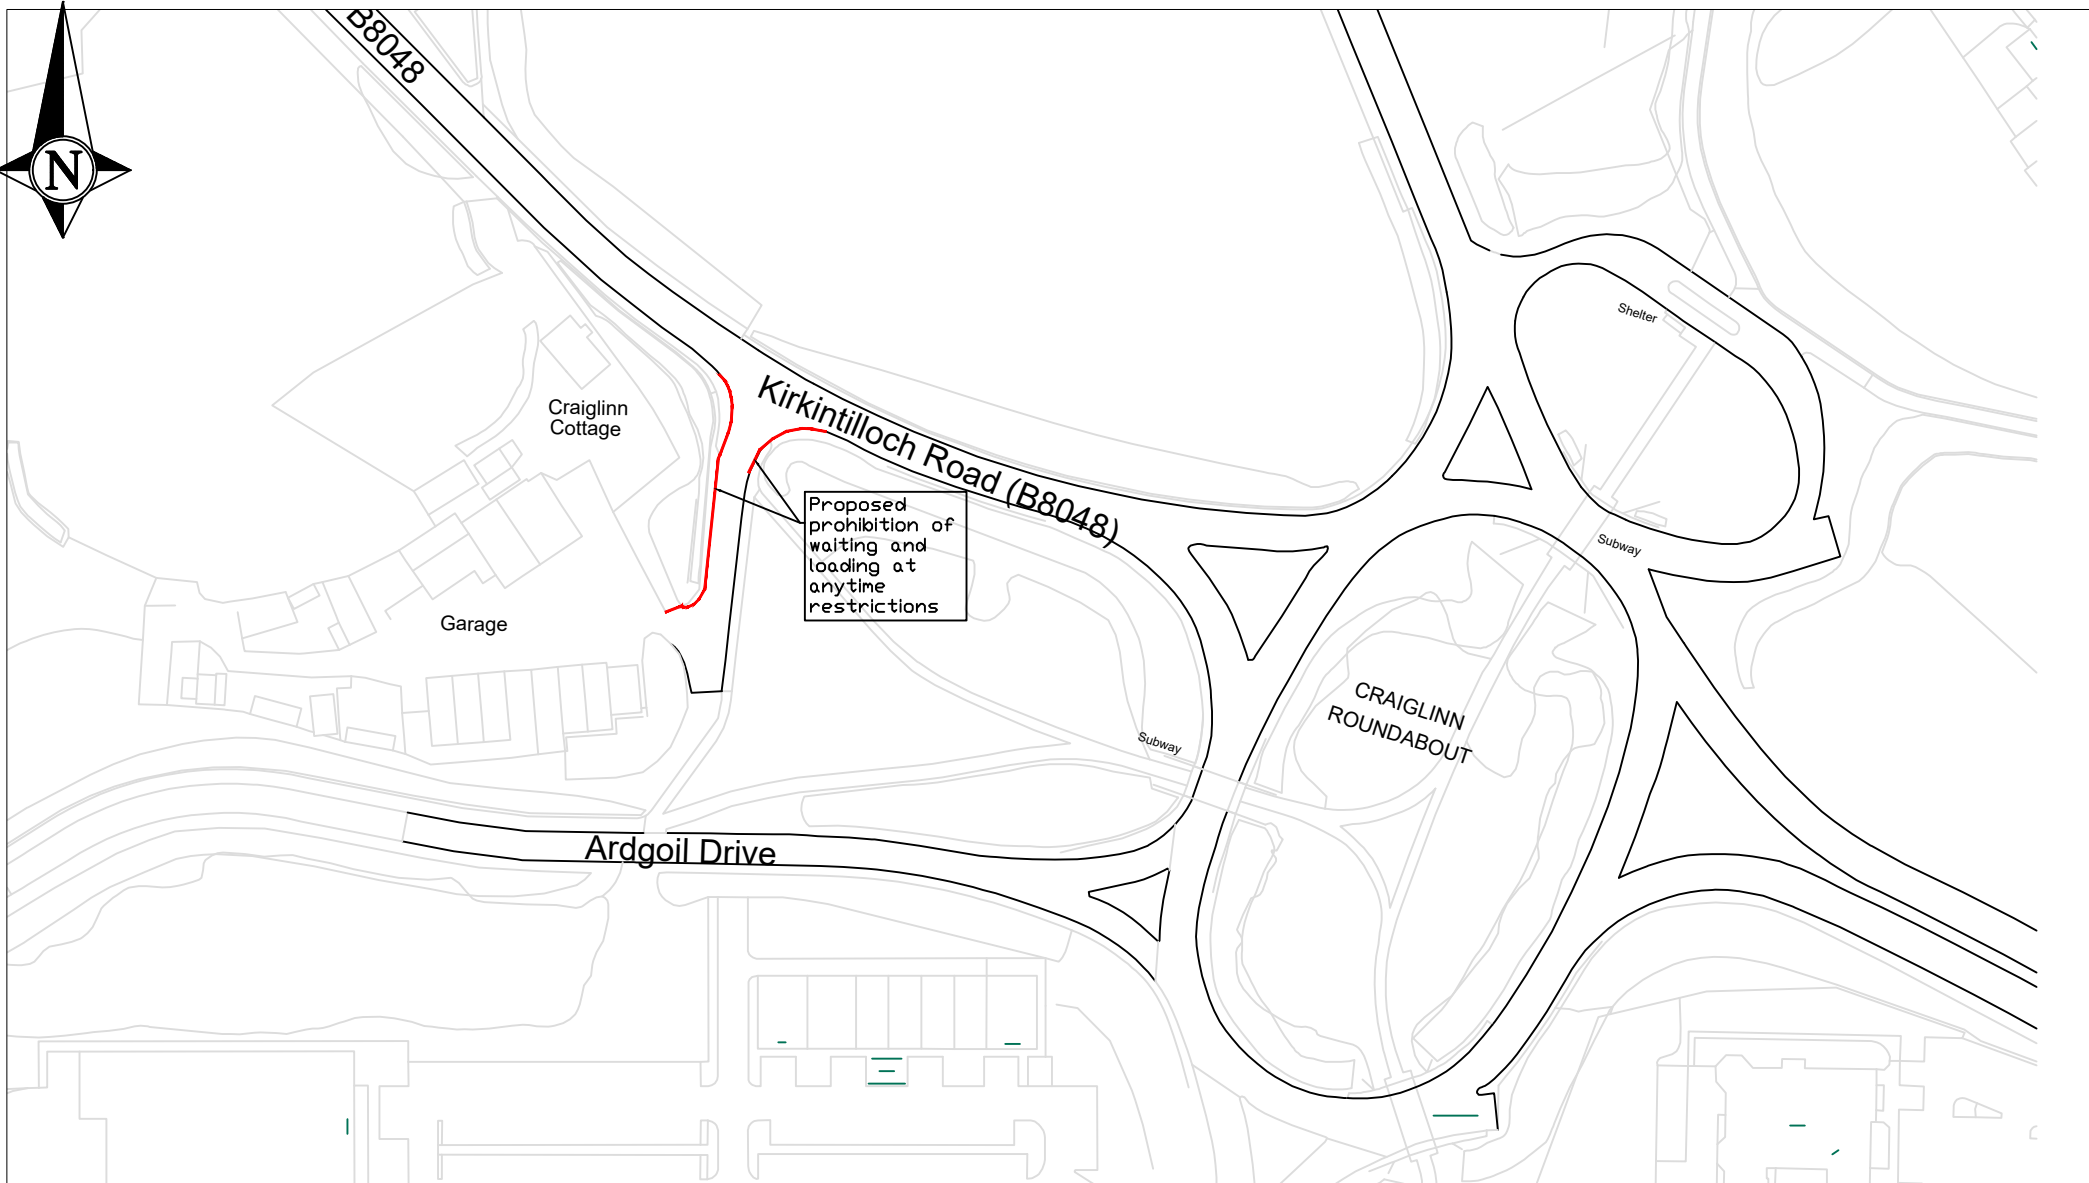 B8048
N
Shelter
Kirkintilloch Road (B8048)
Craiglinn
Cottage
Proposed
prohibition of
waiting and
loading at
anytime
restrictions
Subway
Garage
CRAIGLINN
ROUNDABOUT
Subway
Ardgoil Drive